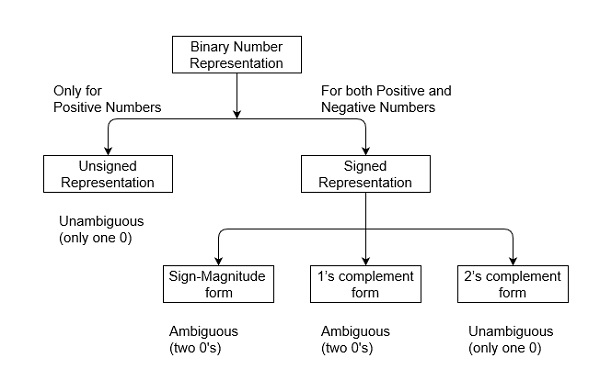 Binary Number
Representation
Only for
Positive Numbers
For both Positive and
Negative Numbers
Unsigned
Representation
Signed
Representation
Unambiguous
(only one 0)
Sign-Magnitude
form
1's complement
form
2's complement
form
Ambiguous
(two 0's)
Ambiguous
(two 0's)
Unambiguous
(only one 0)